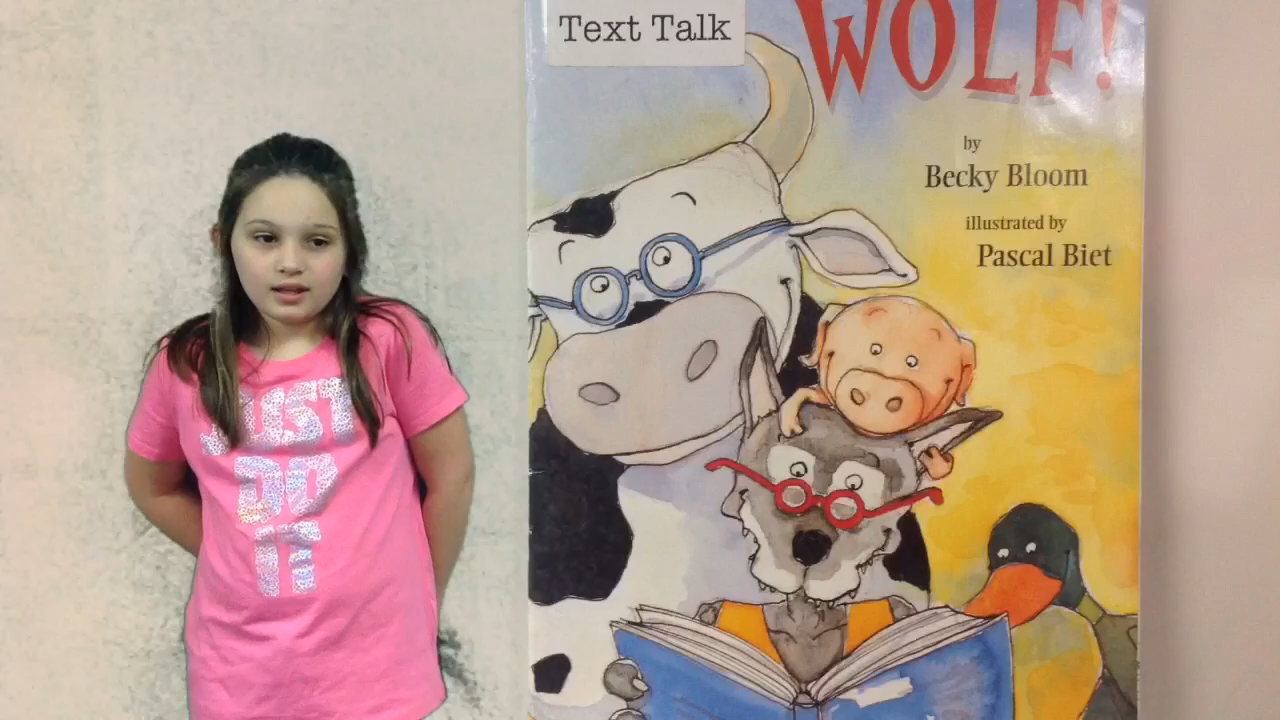 JUST
DO
IT
Text Talk
WOLF!
by
Becky Bloom
illustrated by
Pascal Biet